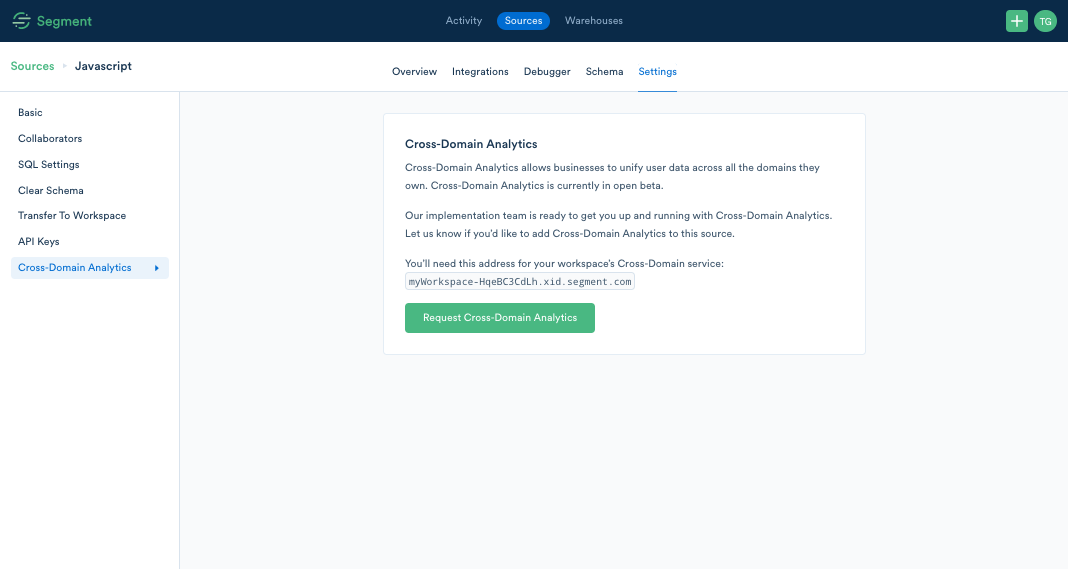 Segment
Activity
Sources
Warehouses
TG
Sources
Javascript
Overview
Integrations
Debugger
Schema
Settings
Basic
Collaborators
SQL Settings
Clear Schema
Transfer To Workspace
API Keys
Cross-Domain Analytics
Cross-Domain Analytics
Cross-Domain Analytics allows businesses to unify user data across all the domains they
own. Cross-Domain Analytics is currently in open beta.
Our implementation team is ready to get you up and running with Cross-Domain Analytics.
Let us know if you'd like to add Cross-Domain Analytics to this source.
You'll need this address for your workspace's Cross-Domain service:
myWorkspace-HqeBC3CdLh.xid.segment.com
Request Cross-Domain Analytics